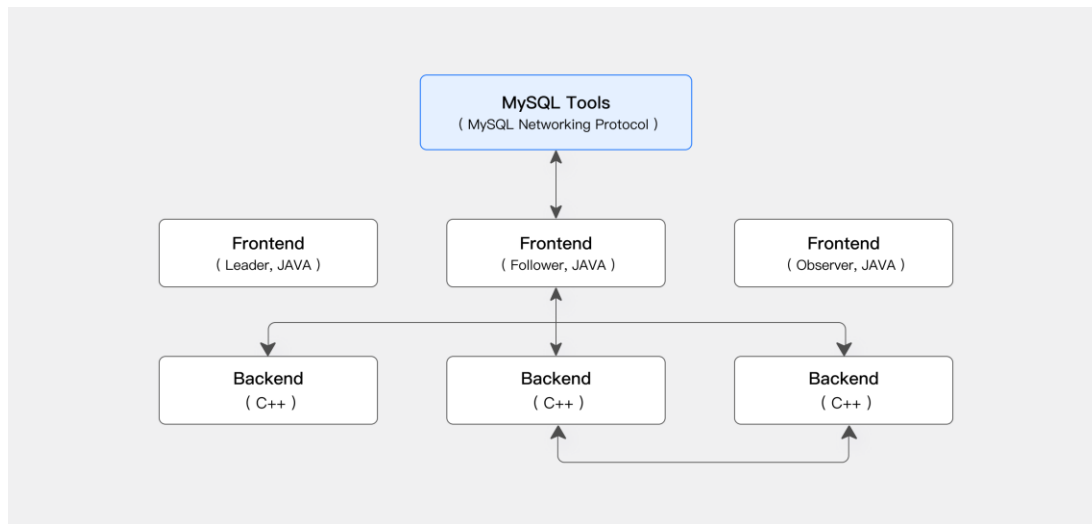 MySQL Tools
( MySQL Networking Protocol )
Frontend
( Leader, JAVA )
Frontend
( Follower, JAVA )
Frontend
( Observer, JAVA )
Backend
( C++ )
Backend
( C++ )
Backend
( C++ )